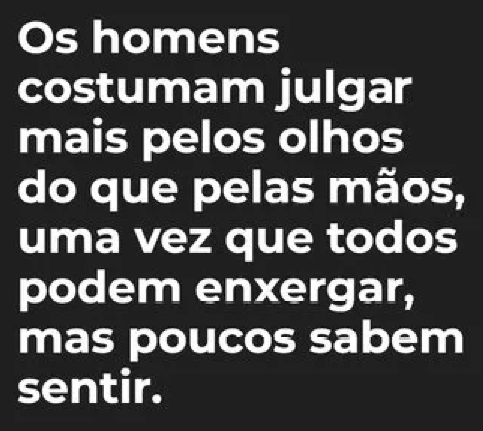 Os homens
costumam julgar
mais pelos olhos
do que pelas mãos,
uma vez que todos
podem enxergar,
mas poucos sabem
sentir.